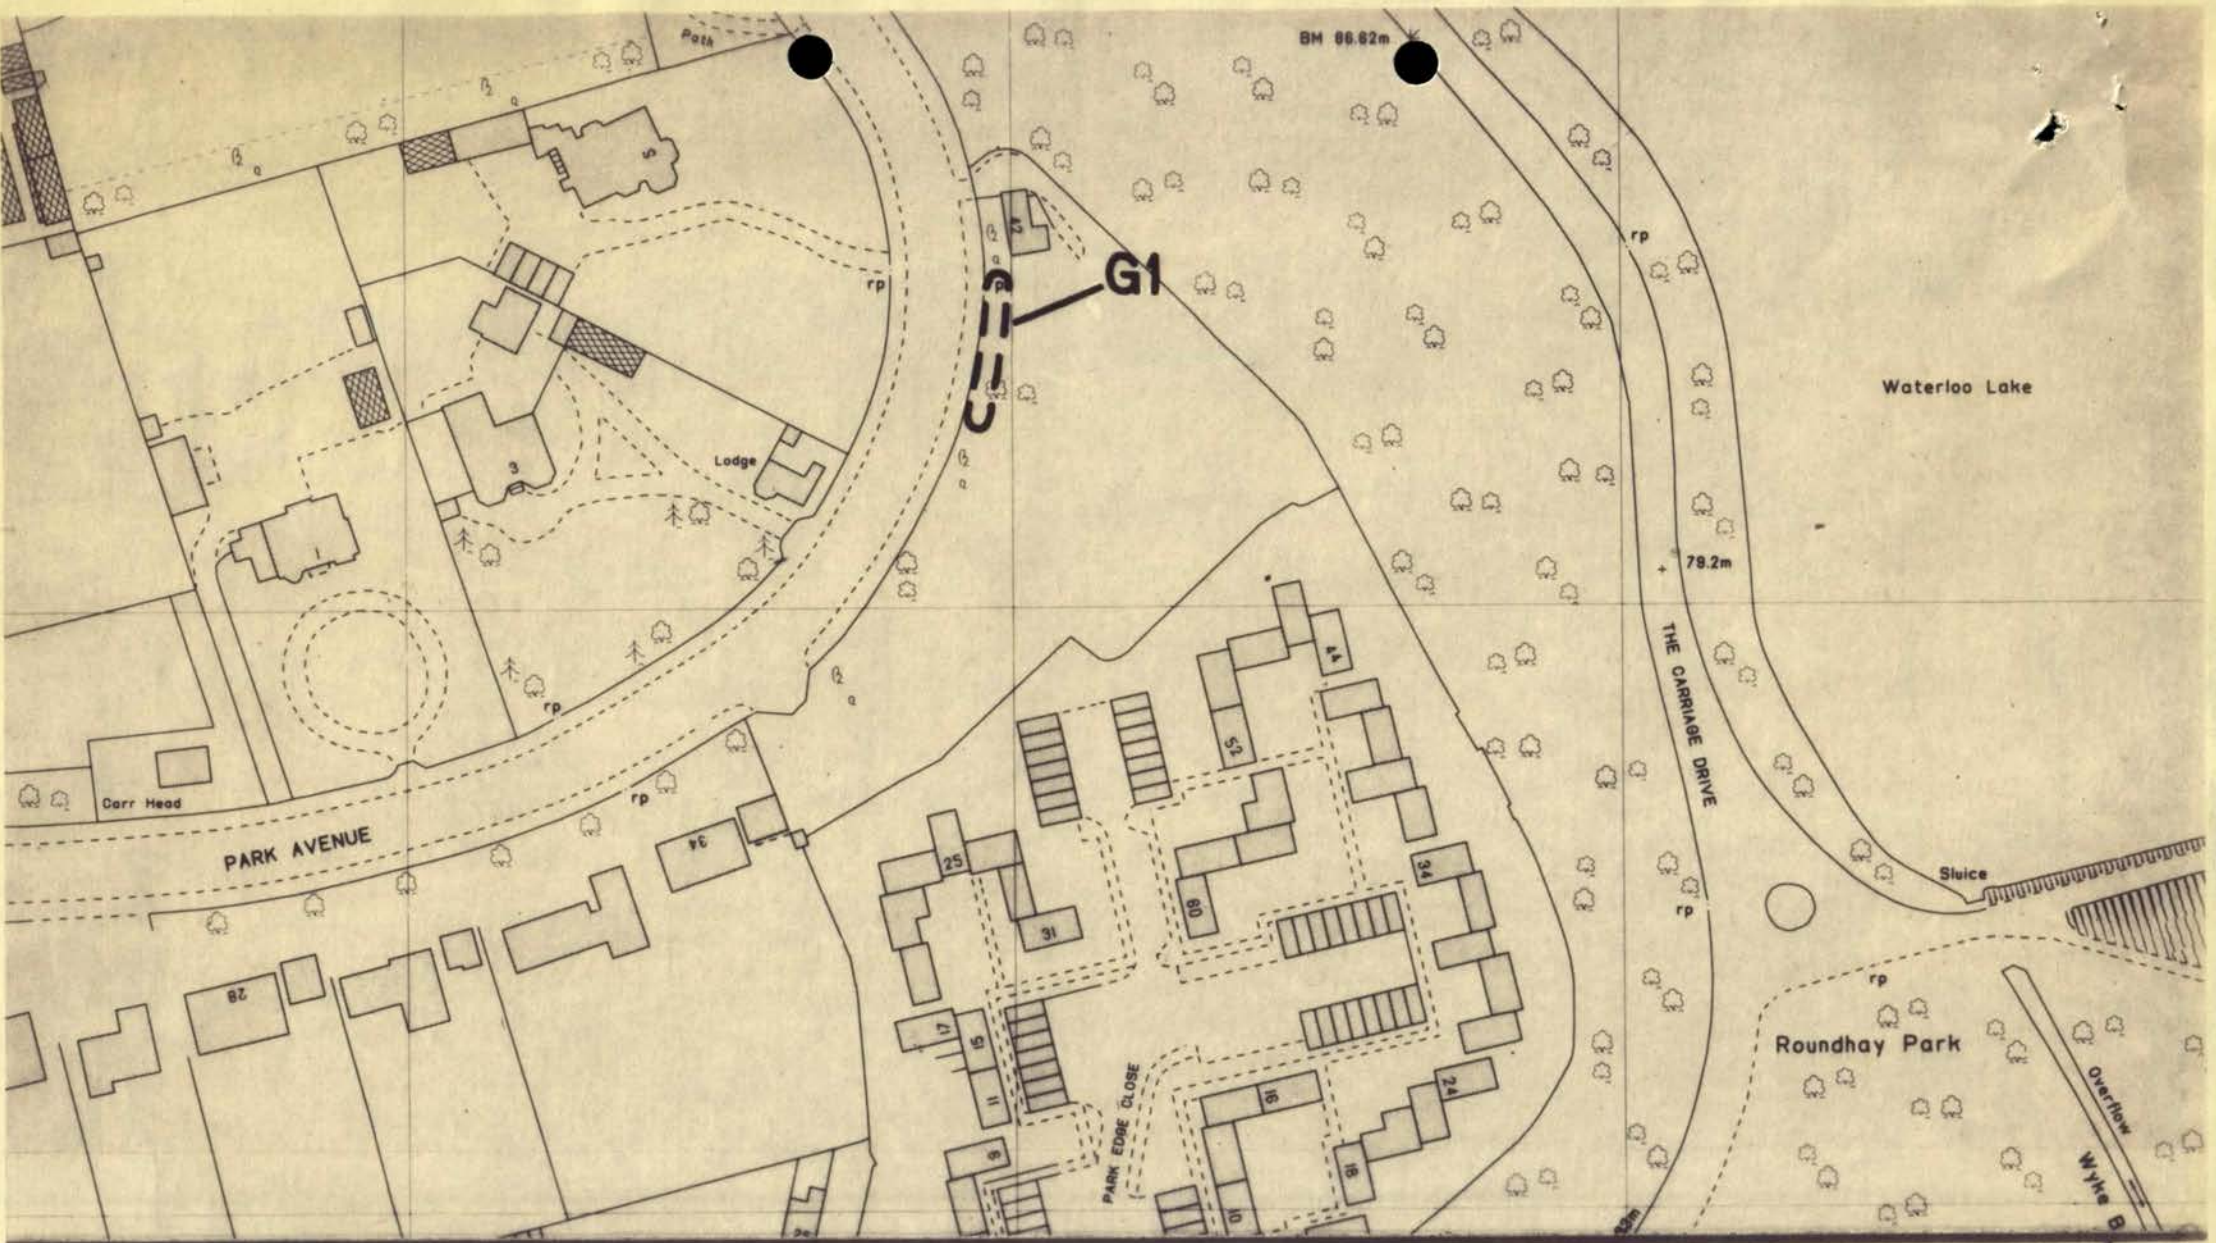 Path
BM 86.62m
5
42
rp
rp
G1
rp
Waterloo Lake
Lodge
3
1
79.2m
THE CARRIAGE DRIVE
44
rp
52
rp
Carr Head
PARK AVENUE
34
25
34
Sluice
60
31
rp
rp
28
17
15
Roundhay Park
Overflow
11
PARK EDGE CLOSE
16
24
9
18
10
Wyke B